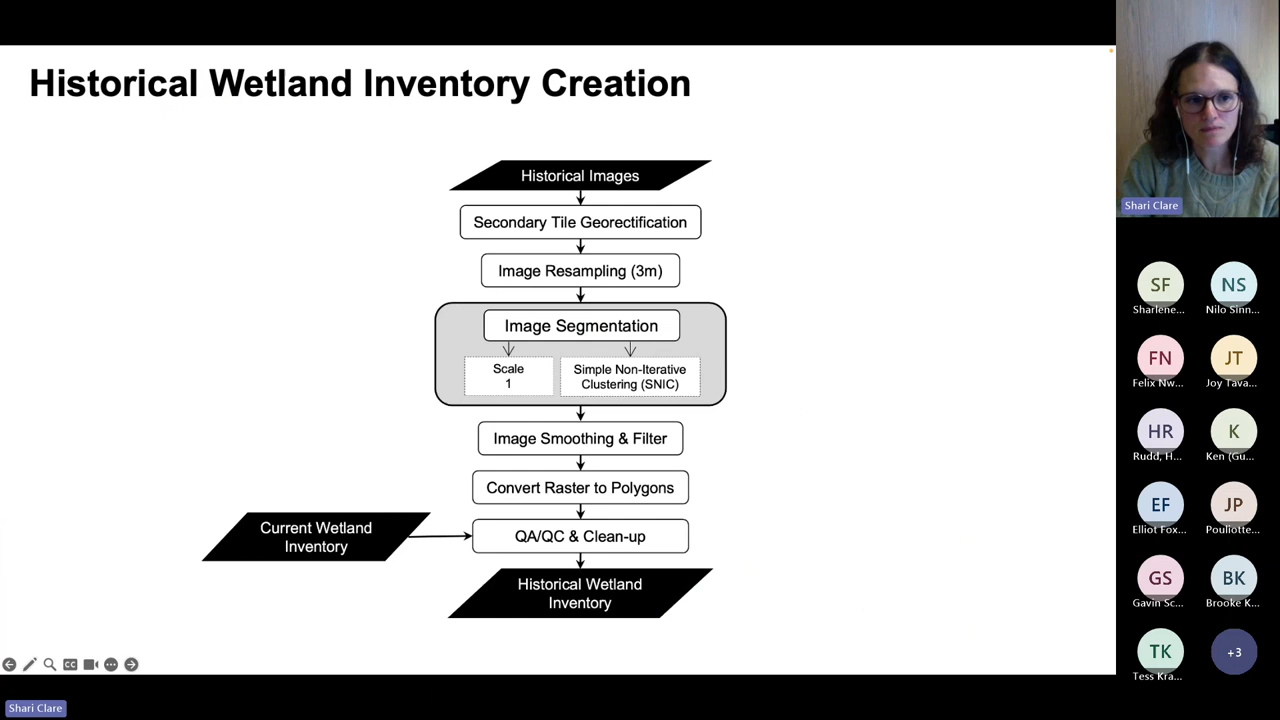 Historical Wetland Inventory Creation
Historical Images
Secondary Tile Georectification
Image Resampling (3m)
Image Segmentation
Scale
1
Simple Non-Iterative
Clustering (SNIC)
Image Smoothing & Filter
Convert Raster to Polygons
Current Wetland
Inventory
QA/QC & Clean-up
Historical Wetland
Inventory
CC
Shari Clare
Shari Clare
SF
Sharlene...
NS
Nilo Sinn...
FN
Felix Nw...
JT
Joy Tava...
HR
Rudd, H...
K
Ken (Gu...
EF
Elliot Fox...
JP
Pouliotte...
GS
Gavin Sc...
BK
Brooke K...
TK
Tess Kra...
+3